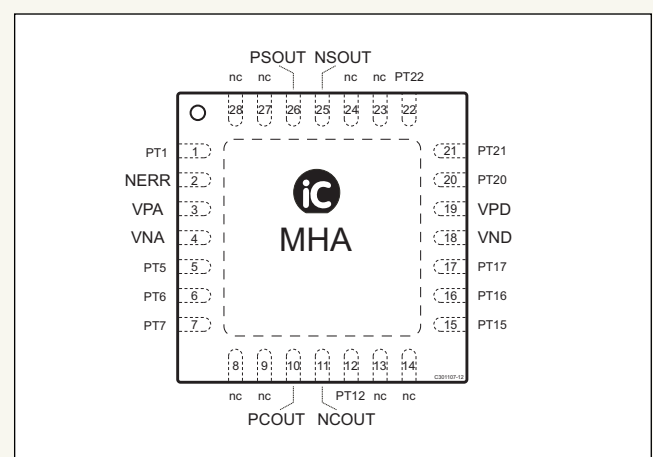 PSOUT NSOUT
nc nc nc nc PT22
28 27 26 25 24 23 22
PT1 1 21 PT21
NERR 2 20 PT20
iC
VPA 3 19 VPD
VNA 4 MHA 18 VND
PT5 5 17 PT17
PT6 6 16 PT16
PT7 7 15 PT15
8 9 10 11 12 13 14
C301107-12
nc nc PT12 nc nc
PCOUT NCOUT